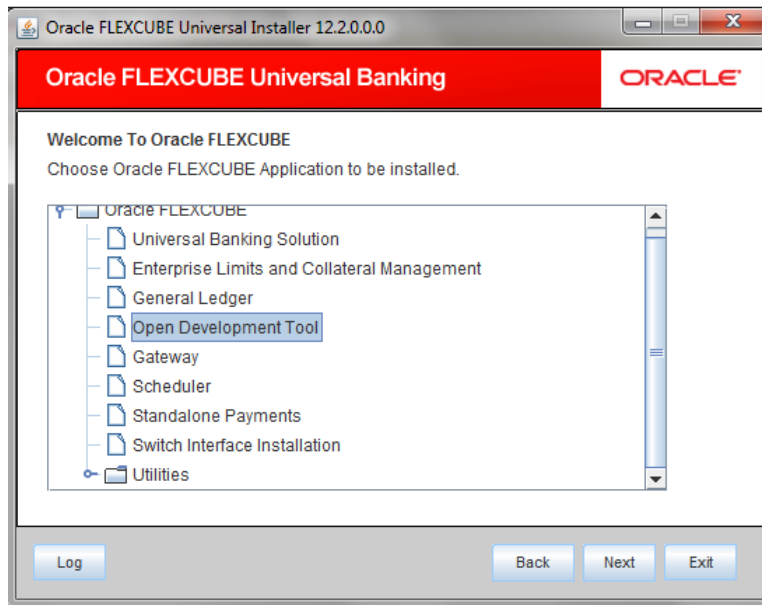 Oracle FLEXCUBE Universal Installer 12.2.0.0.0
Oracle FLEXCUBE Universal Banking
ORACLE
Welcome To Oracle FLEXCUBE
Choose Oracle FLEXCUBE Application to be installed.
Oracle FLEXCUBE
Universal Banking Solution
Enterprise Limits and Collateral Management
General Ledger
Open Development Tool
Gateway
Scheduler
Standalone Payments
Switch Interface Installation
Utilities
Log Back Next Exit